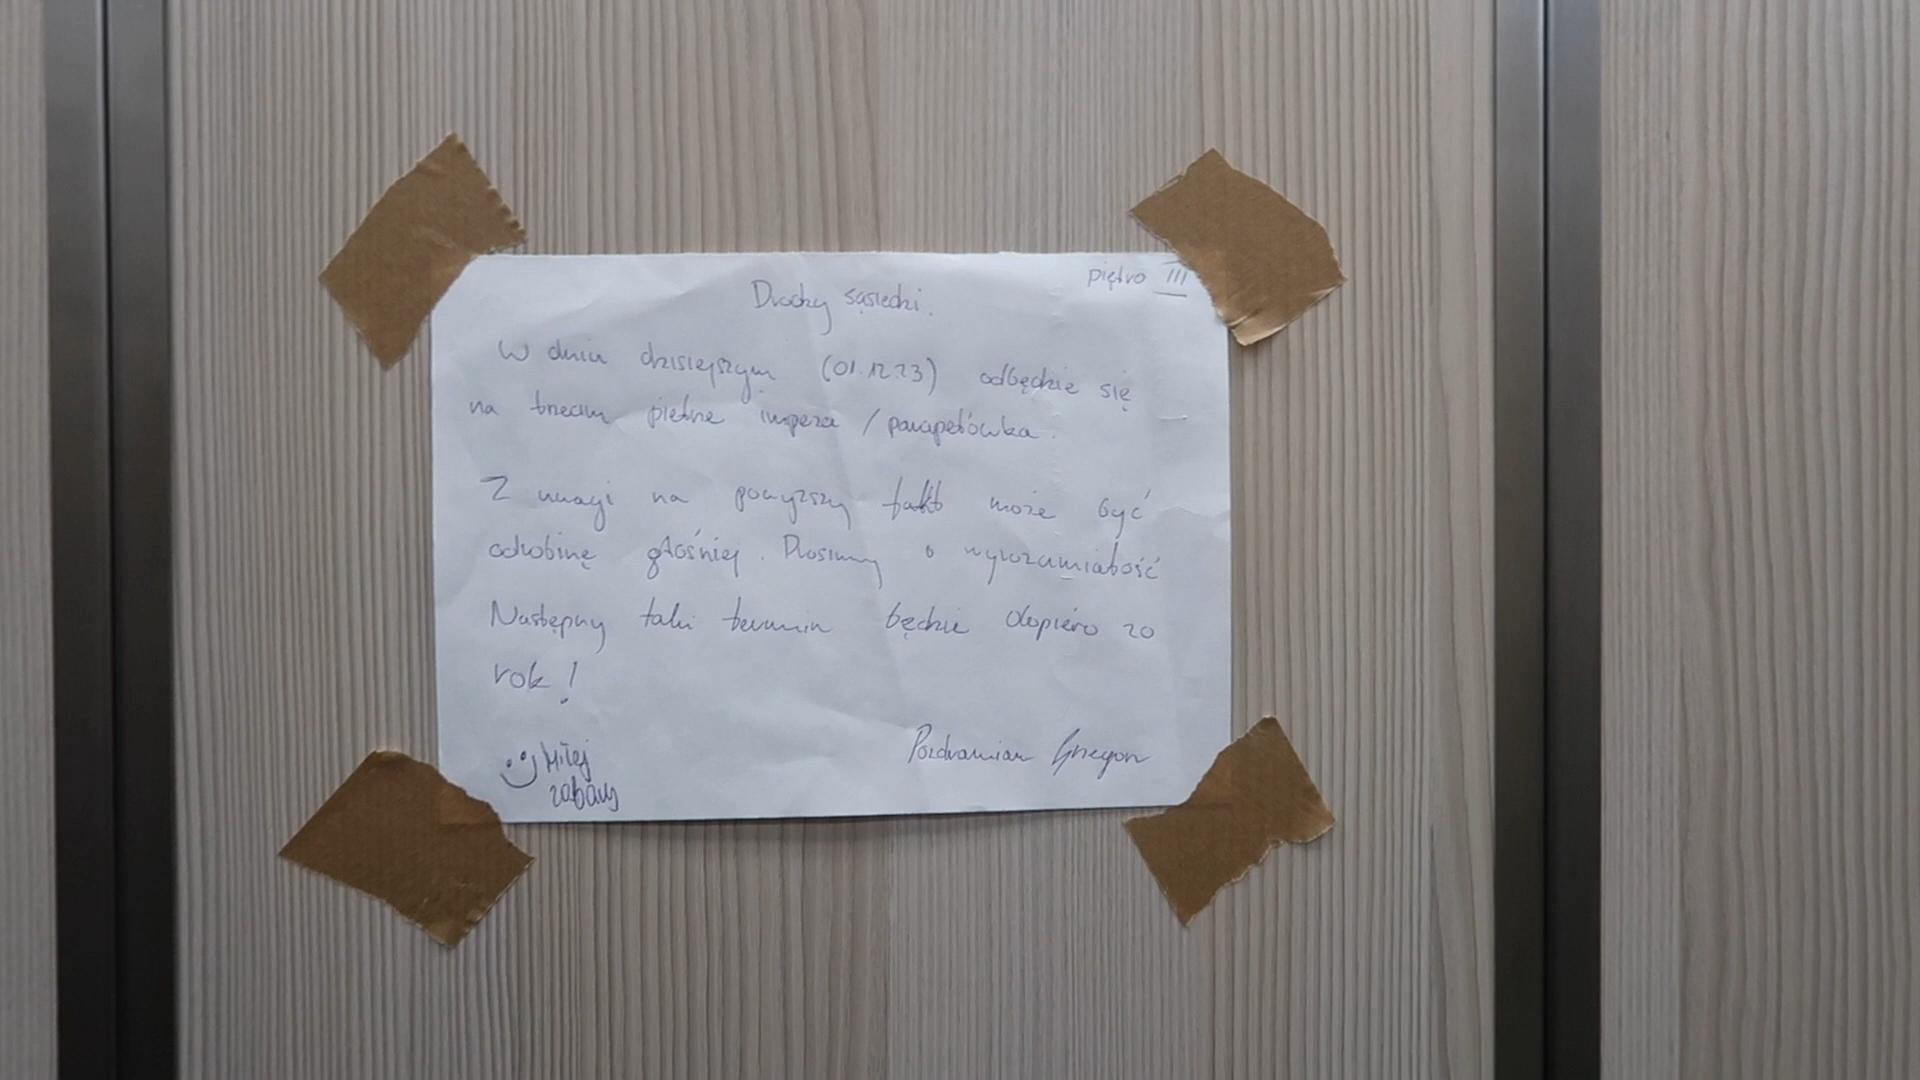 piętro III
Drodzy sąsiedzi.
W dniu dzisiejszym (01.12.23) odbędzie się
na trzecim piętrze impreza / parapetówka.
Z uwagi na powyższy fakt może być
odrobinę głośniej. Prosimy o wyrozumiałość
Następny taki termin będzie dopiero za
rok!
Pozdrawiam Grzegorz
Miłej
zabawy